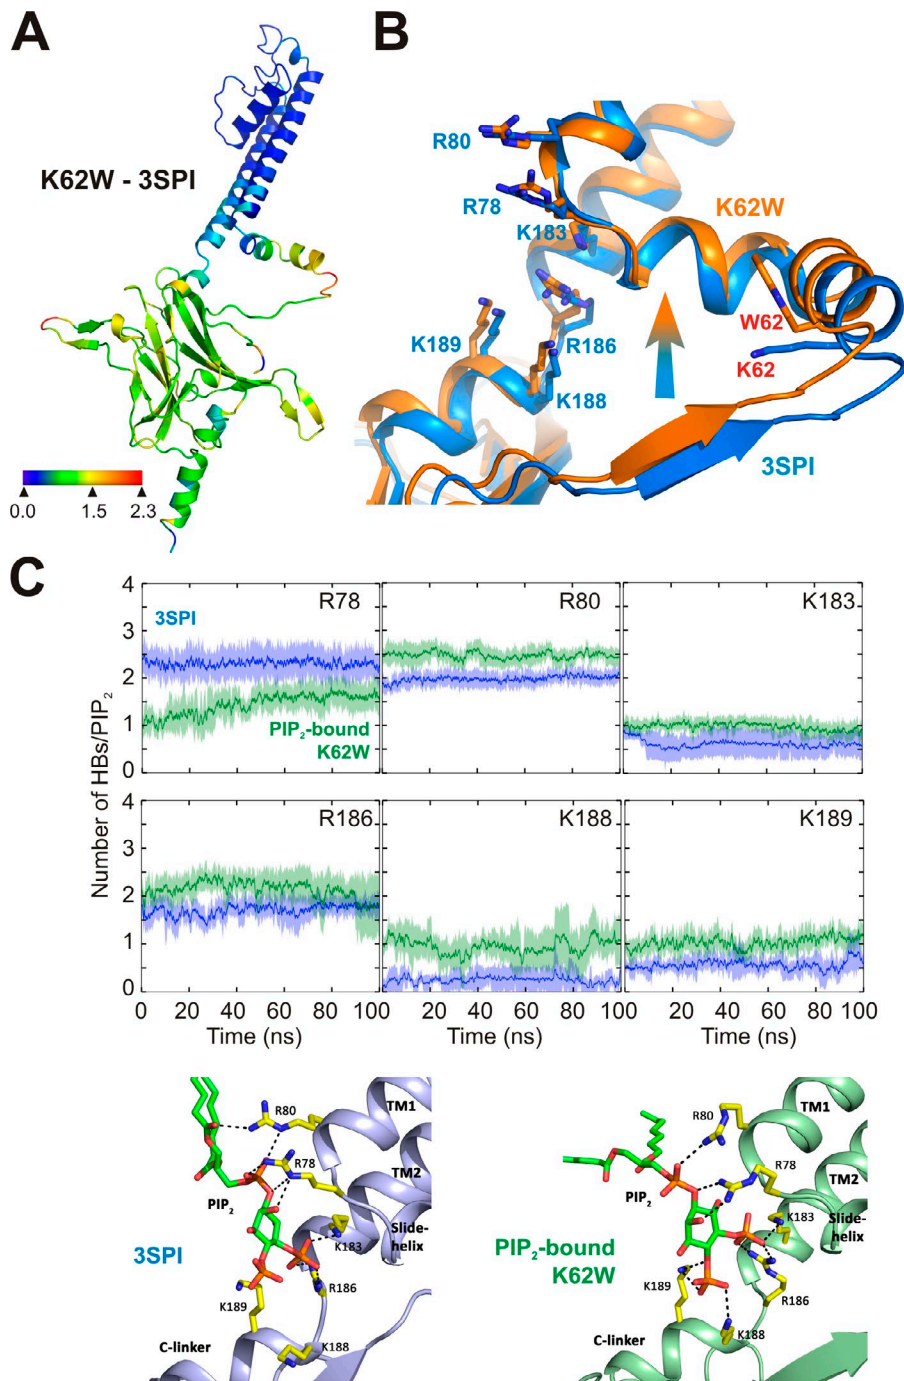 A
B
K62W - 3SPI
0.0
1.5
2.3
R80
R78
K183
K62W
K189
R186
K188
W62
K62
3SPI
C
Number of HBs/PIP2
4
3
2
1
0
R78
3SPI
PIP2-bound
K62W
R80
K183
4
3
2
1
0
R186
K188
K189
0 20 40 60 80 100
20 40 60 80 100
20 40 60 80 100
Time (ns)
Time (ns)
Time (ns)
R80
TM1
R78
TM2
PIP2
Slide-
helix
K183
3SPI
R186
K189
K188
C-linker
R80
TM1
R78
TM2
PIP2
K183
Slide-
helix
PIP2-bound
K62W
K189
R186
K188
C-linker